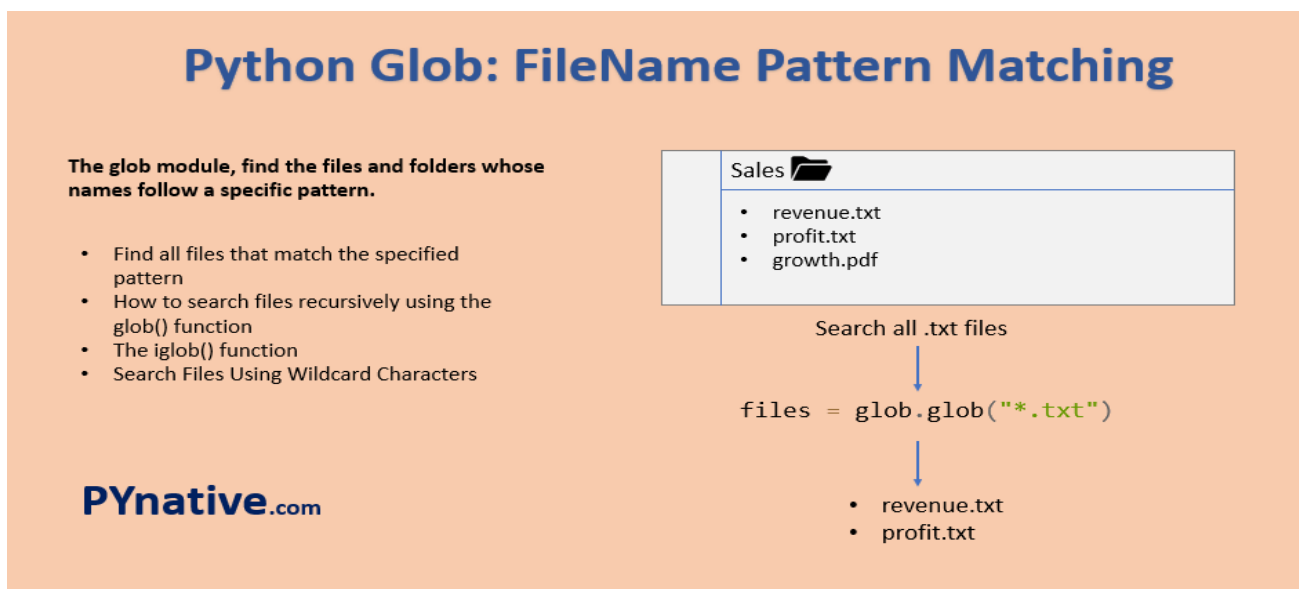 Python Glob: FileName Pattern Matching
The glob module, find the files and folders whose
names follow a specific pattern.
• Find all files that match the specified
pattern
• How to search files recursively using the
glob() function
• The iglob() function
• Search Files Using Wildcard Characters
PYnative.com
Sales
• revenue.txt
• profit.txt
• growth.pdf
Search all .txt files
files = glob.glob("*.txt")
• revenue.txt
• profit.txt